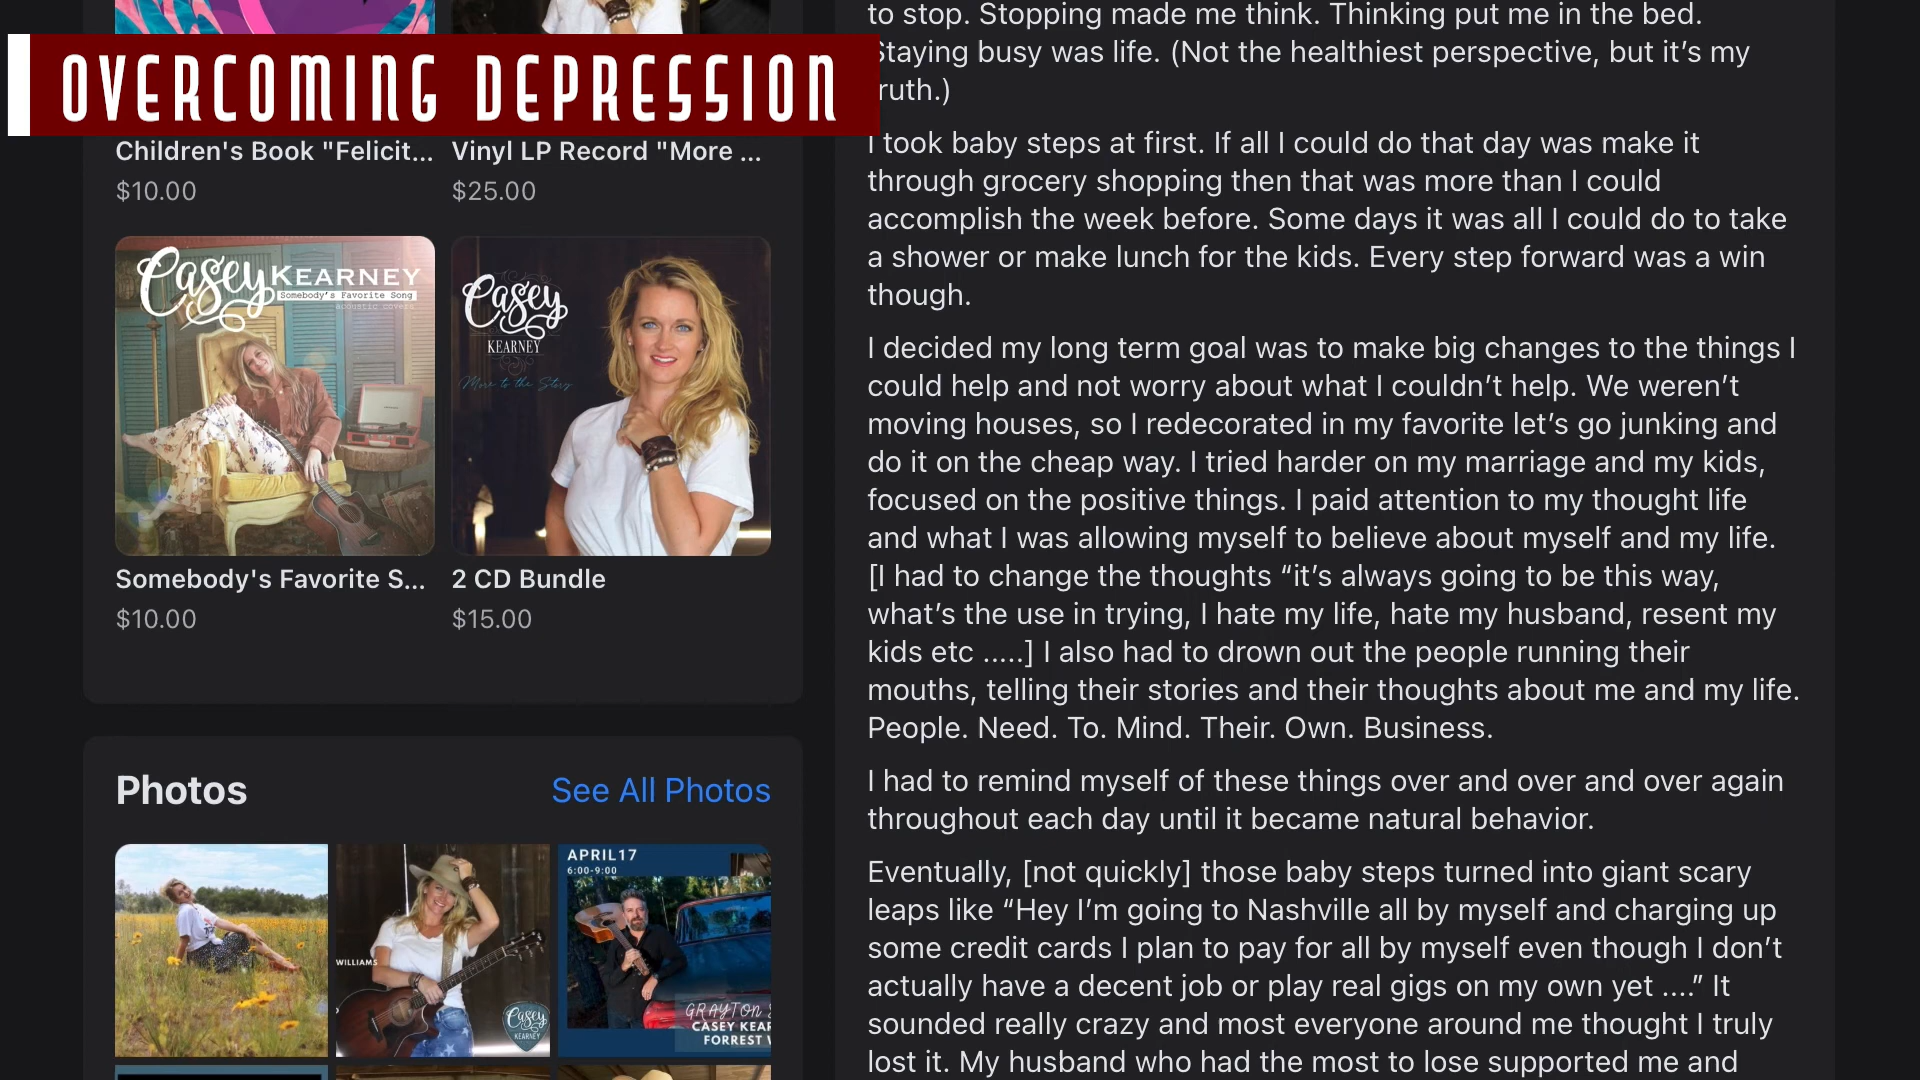 OVERCOMING DEPRESSION
Children's Book "Felicit...
$10.00
Vinyl LP Record "More ...
$25.00
Casey KEARNEY
Somebody's Favorite Song
acoustic covers
Somebody's Favorite S...
$10.00
Casey
KEARNEY
More to the Story
2 CD Bundle
$15.00
Photos
See All Photos
WILLIAMS
Casey
KEARNEY
APRIL17
6:00-9:00
GRAYTON
CASEY KEAR
FORREST W
to stop. Stopping made me think. Thinking put me in the bed.
Staying busy was life. (Not the healthiest perspective, but it’s my
truth.)
I took baby steps at first. If all I could do that day was make it
through grocery shopping then that was more than I could
accomplish the week before. Some days it was all I could do to take
a shower or make lunch for the kids. Every step forward was a win
though.
I decided my long term goal was to make big changes to the things I
could help and not worry about what I couldn’t help. We weren’t
moving houses, so I redecorated in my favorite let’s go junking and
do it on the cheap way. I tried harder on my marriage and my kids,
focused on the positive things. I paid attention to my thought life
and what I was allowing myself to believe about myself and my life.
[I had to change the thoughts “it’s always going to be this way,
what’s the use in trying, I hate my life, hate my husband, resent my
kids etc .....] I also had to drown out the people running their
mouths, telling their stories and their thoughts about me and my life.
People. Need. To. Mind. Their. Own. Business.
I had to remind myself of these things over and over and over again
throughout each day until it became natural behavior.
Eventually, [not quickly] those baby steps turned into giant scary
leaps like “Hey I’m going to Nashville all by myself and charging up
some credit cards I plan to pay for all by myself even though I don’t
actually have a decent job or play real gigs on my own yet ....” It
sounded really crazy and most everyone around me thought I truly
lost it. My husband who had the most to lose supported me and